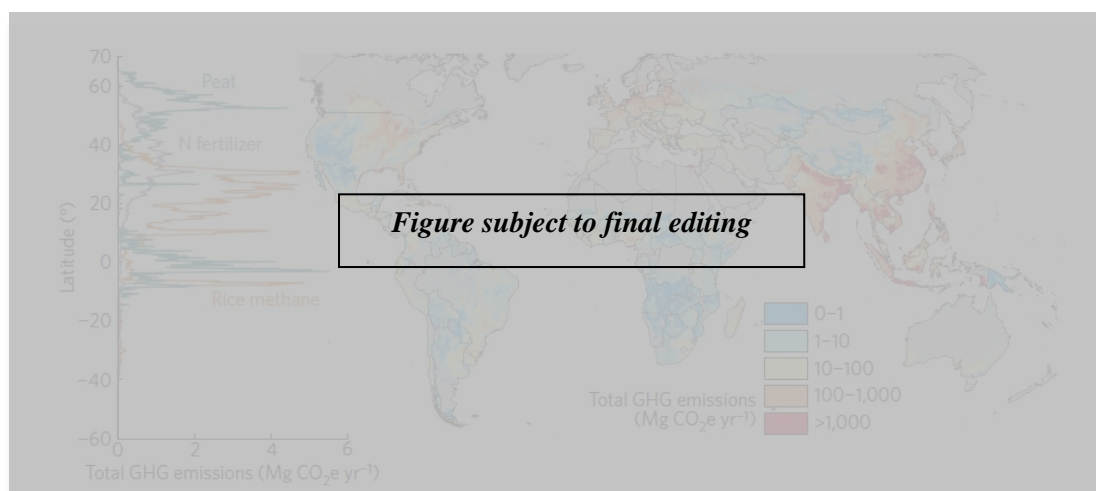 70
60
40
20
0
−20
−40
−60
Latitude (°)
Peat
N fertilizer
Rice methane
0 2 4 6
Total GHG emissions (Mg CO₂e yr⁻¹)
Figure subject to final editing
Total GHG emissions
(Mg CO₂e yr⁻¹)
0–1
1–10
10–100
100–1,000
>1,000